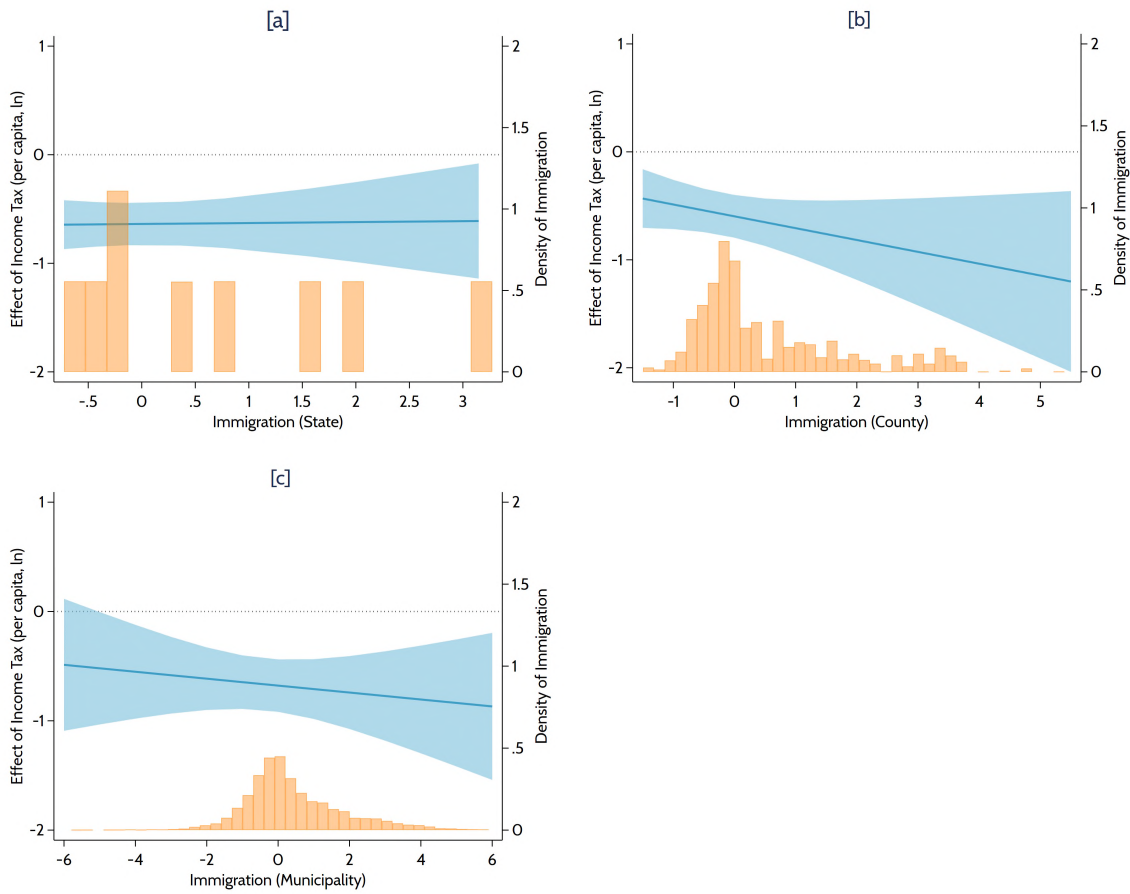 [a]
Effect of Income Tax (per capita, ln)
1
0
-1
-2
2
1.5
1
.5
0
Density of Immigration
-.5 0 .5 1 1.5 2 2.5 3
Immigration (State)
[b]
Effect of Income Tax (per capita, ln)
1
0
-1
-2
2
1.5
1
.5
0
Density of Immigration
-1 0 1 2 3 4 5
Immigration (County)
[c]
Effect of Income Tax (per capita, ln)
1
0
-1
-2
2
1.5
1
.5
0
Density of Immigration
-6 -4 -2 0 2 4 6
Immigration (Municipality)